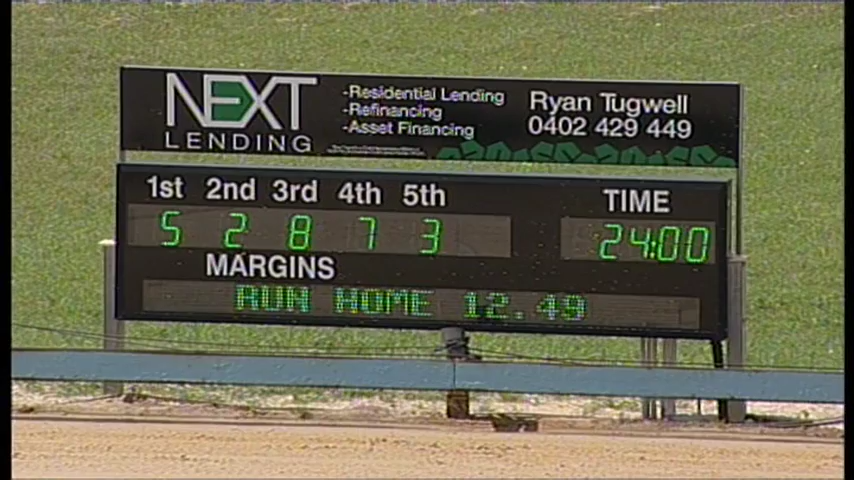 NEXT
LENDING
-Residential Lending
-Refinancing
-Asset Financing
Ryan Tugwell
0402 429 449
1st 2nd 3rd 4th 5th TIME
5 2 8 7 3 24:00
MARGINS
RUN HOME 12.49